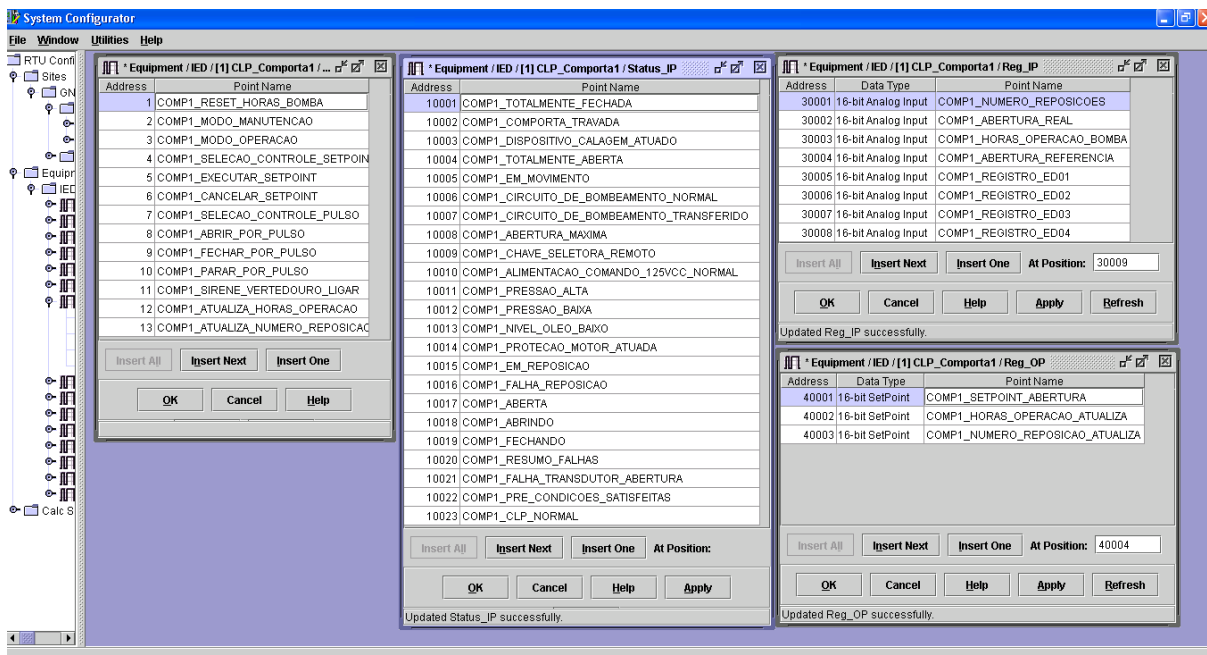 System Configurator
File Window Utilities Help
RTU Confi
Sites
GN
Equipr
IED
Calc S
* Equipment / IED / [1] CLP_Comporta1 / ...
Address Point Name
1 COMP1_RESET_HORAS_BOMBA
2 COMP1_MODO_MANUTENCAO
3 COMP1_MODO_OPERACAO
4 COMP1_SELECAO_CONTROLE_SETPOIN
5 COMP1_EXECUTAR_SETPOINT
6 COMP1_CANCELAR_SETPOINT
7 COMP1_SELECAO_CONTROLE_PULSO
8 COMP1_ABRIR_POR_PULSO
9 COMP1_FECHAR_POR_PULSO
10 COMP1_PARAR_POR_PULSO
11 COMP1_SIRENE_VERTEDOURO_LIGAR
12 COMP1_ATUALIZA_HORAS_OPERACAO
13 COMP1_ATUALIZA_NUMERO_REPOSICAO
Insert All Insert Next Insert One
OK Cancel Help
* Equipment / IED / [1] CLP_Comporta1 / Status_IP
Address Point Name
10001 COMP1_TOTALMENTE_FECHADA
10002 COMP1_COMPORTA_TRAVADA
10003 COMP1_DISPOSITIVO_CALAGEM_ATUADO
10004 COMP1_TOTALMENTE_ABERTA
10005 COMP1_EM_MOVIMENTO
10006 COMP1_CIRCUITO_DE_BOMBEAMENTO_NORMAL
10007 COMP1_CIRCUITO_DE_BOMBEAMENTO_TRANSFERIDO
10008 COMP1_ABERTURA_MAXIMA
10009 COMP1_CHAVE_SELETORA_REMOTO
10010 COMP1_ALIMENTACAO_COMANDO_125VCC_NORMAL
10011 COMP1_PRESSAO_ALTA
10012 COMP1_PRESSAO_BAIXA
10013 COMP1_NIVEL_OLEO_BAIXO
10014 COMP1_PROTECAO_MOTOR_ATUADA
10015 COMP1_EM_REPOSICAO
10016 COMP1_FALHA_REPOSICAO
10017 COMP1_ABERTA
10018 COMP1_ABRINDO
10019 COMP1_FECHANDO
10020 COMP1_RESUMO_FALHAS
10021 COMP1_FALHA_TRANSDUTOR_ABERTURA
10022 COMP1_PRE_CONDICOES_SATISFEITAS
10023 COMP1_CLP_NORMAL
Insert All Insert Next Insert One At Position:
OK Cancel Help Apply
Updated Status_IP successfully.
* Equipment / IED / [1] CLP_Comporta1 / Reg_IP
Address Data Type Point Name
30001 16-bit Analog Input COMP1_NUMERO_REPOSICOES
30002 16-bit Analog Input COMP1_ABERTURA_REAL
30003 16-bit Analog Input COMP1_HORAS_OPERACAO_BOMBA
30004 16-bit Analog Input COMP1_ABERTURA_REFERENCIA
30005 16-bit Analog Input COMP1_REGISTRO_ED01
30006 16-bit Analog Input COMP1_REGISTRO_ED02
30007 16-bit Analog Input COMP1_REGISTRO_ED03
30008 16-bit Analog Input COMP1_REGISTRO_ED04
Insert All Insert Next Insert One At Position: 30009
OK Cancel Help Apply Refresh
Updated Reg_IP successfully.
* Equipment / IED / [1] CLP_Comporta1 / Reg_OP
Address Data Type Point Name
40001 16-bit SetPoint COMP1_SETPOINT_ABERTURA
40002 16-bit SetPoint COMP1_HORAS_OPERACAO_ATUALIZA
40003 16-bit SetPoint COMP1_NUMERO_REPOSICAO_ATUALIZA
Insert All Insert Next Insert One At Position: 40004
OK Cancel Help Apply Refresh
Updated Reg_OP successfully.